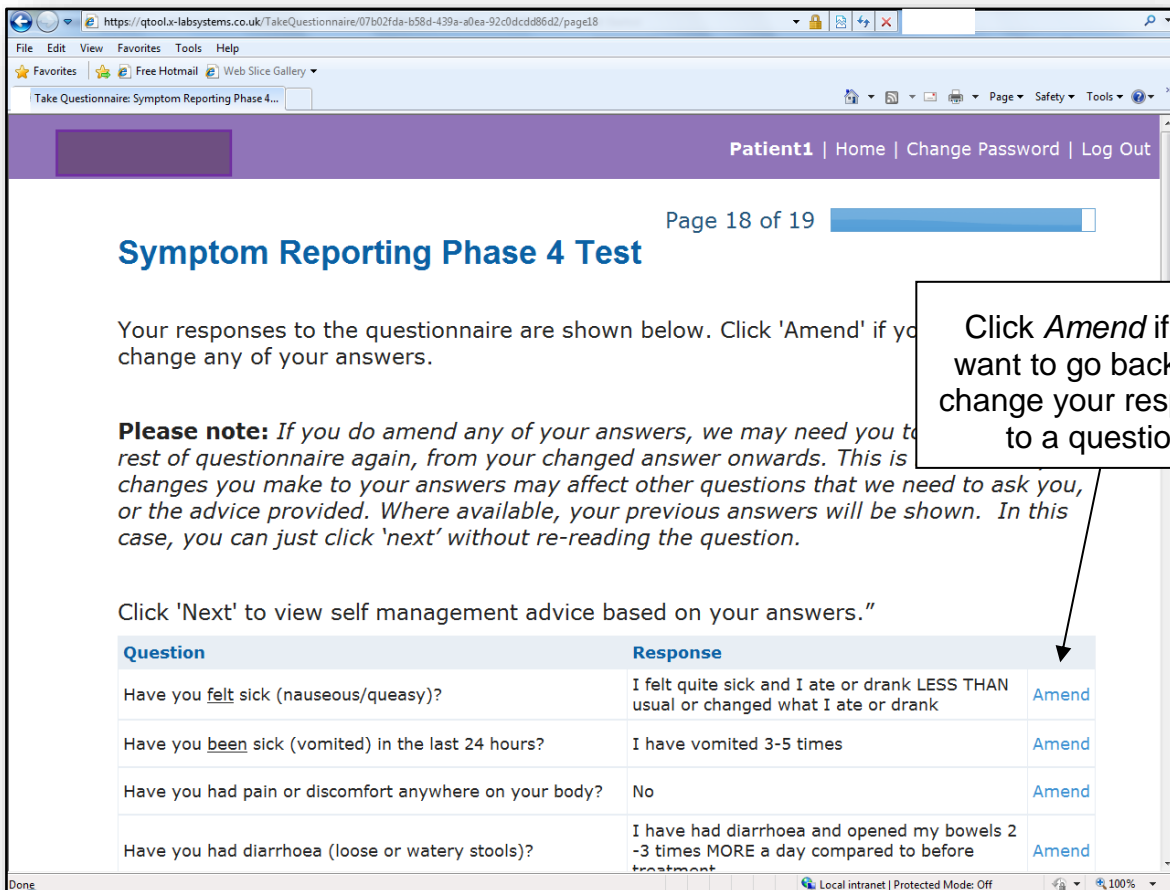 https://qtool.x-labsystems.co.uk/TakeQuestionnaire/07b02fda-b58d-439a-a0ea-92c0dcdd86d2/page18
File Edit View Favorites Tools Help
Favorites Free Hotmail Web Slice Gallery
Take Questionnaire: Symptom Reporting Phase 4...
Page Safety Tools
Patient1 | Home | Change Password | Log Out
Page 18 of 19
Symptom Reporting Phase 4 Test
Your responses to the questionnaire are shown below. Click 'Amend' if yo
change any of your answers.
Click Amend if
want to go back
change your res
to a questio
Please note: If you do amend any of your answers, we may need you to
rest of questionnaire again, from your changed answer onwards. This is
changes you make to your answers may affect other questions that we need to ask you,
or the advice provided. Where available, your previous answers will be shown. In this
case, you can just click ‘next’ without re-reading the question.
Click 'Next' to view self management advice based on your answers.”
Question Response
Have you felt sick (nauseous/queasy)? I felt quite sick and I ate or drank LESS THAN
usual or changed what I ate or drank Amend
Have you been sick (vomited) in the last 24 hours? I have vomited 3-5 times Amend
Have you had pain or discomfort anywhere on your body? No Amend
Have you had diarrhoea (loose or watery stools)? I have had diarrhoea and opened my bowels 2
-3 times MORE a day compared to before
treatment Amend
Done Local intranet | Protected Mode: Off 100%